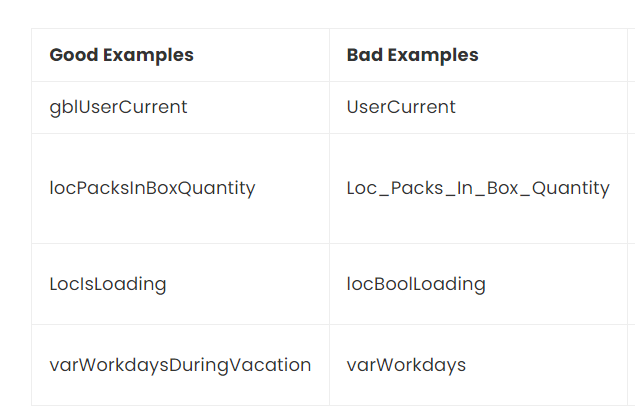 Good Examples Bad Examples
gblUserCurrent UserCurrent
locPacksInBoxQuantity Loc_Packs_In_Box_Quantity
LocIsLoading locBoolLoading
varWorkdaysDuringVacation varWorkdays